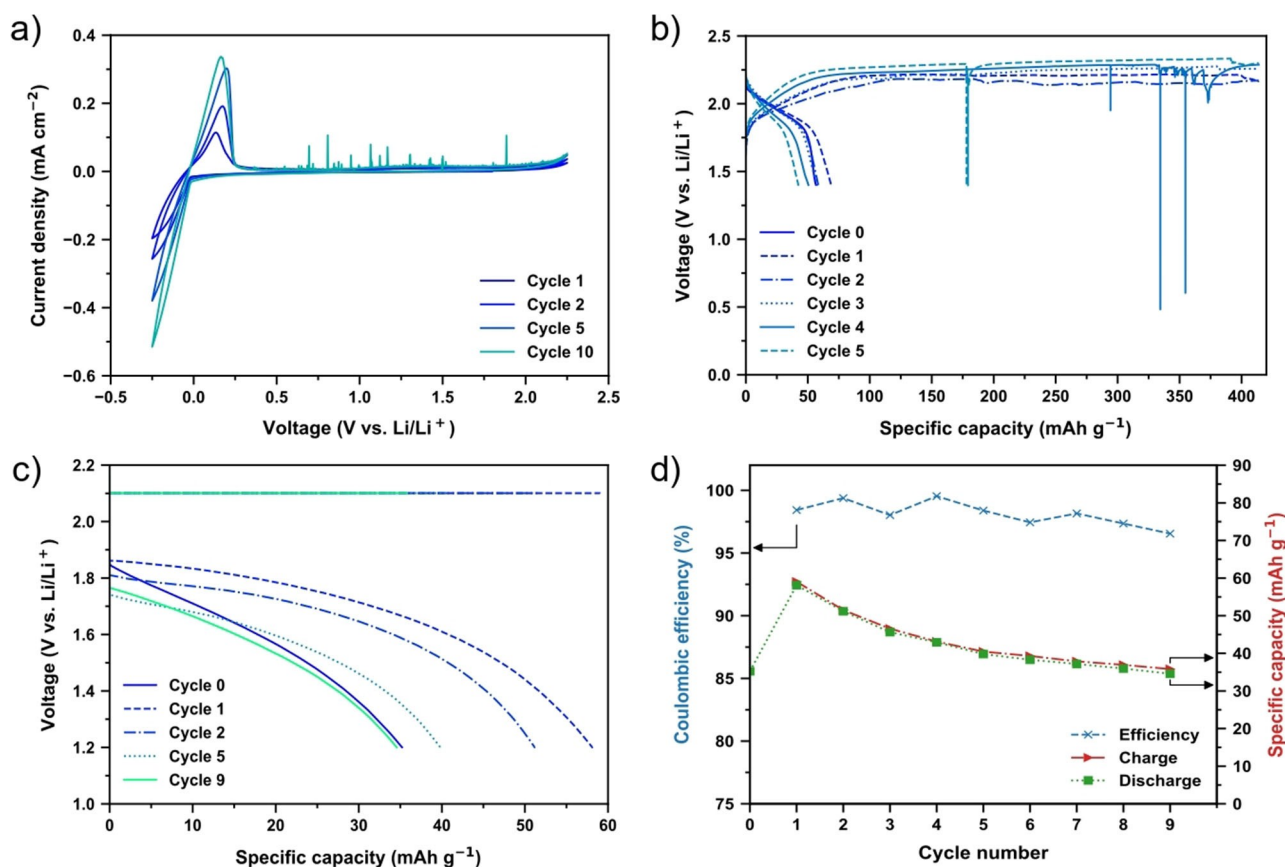 a)
0.4
0.2
0.0
−0.2
−0.4
−0.6
Current density (mA cm⁻²)
−0.5 0.0 0.5 1.0 1.5 2.0 2.5
Voltage (V vs. Li/Li⁺)
Cycle 1
Cycle 2
Cycle 5
Cycle 10
b)
2.5
2.0
1.5
1.0
0.5
0.0
Voltage (V vs. Li/Li⁺)
0 50 100 150 200 250 300 350 400
Specific capacity (mAh g⁻¹)
Cycle 0
Cycle 1
Cycle 2
Cycle 3
Cycle 4
Cycle 5
c)
2.2
2.0
1.8
1.6
1.4
1.2
1.0
Voltage (V vs. Li/Li⁺)
0 10 20 30 40 50 60
Specific capacity (mAh g⁻¹)
Cycle 0
Cycle 1
Cycle 2
Cycle 5
Cycle 9
d)
100
95
90
85
80
75
Coulombic efficiency (%)
90
80
70
60
50
40
30
20
10
0
Specific capacity (mAh g⁻¹)
0 1 2 3 4 5 6 7 8 9
Cycle number
Efficiency
Charge
Discharge